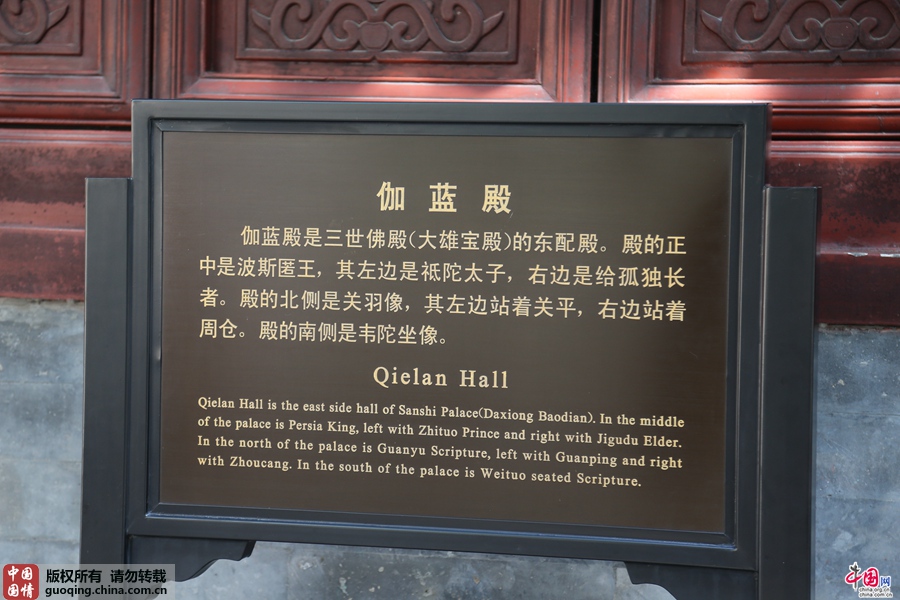 伽蓝殿
伽蓝殿是三世佛殿(大雄宝殿)的东配殿。殿的正
中是波斯匿王，其左边是祗陀太子，右边是给孤独长
者。殿的北侧是关羽像，其左边站着关平，右边站着
周仓。殿的南侧是韦陀坐像。
Qielan Hall
Qielan Hall is the east side hall of Sanshi Palace(Daxiong Baodian). In the middle
of the palace is Persia King, left with Zhituo Prince and right with Jigudu Elder.
In the north of the palace is Guanyu Scripture, left with Guanping and right
with Zhoucang. In the south of the palace is Weituo seated Scripture.
中国
国情
版权所有 请勿转载
guoqing.china.com.cn
中国网
china.org.cn
china.com.cn